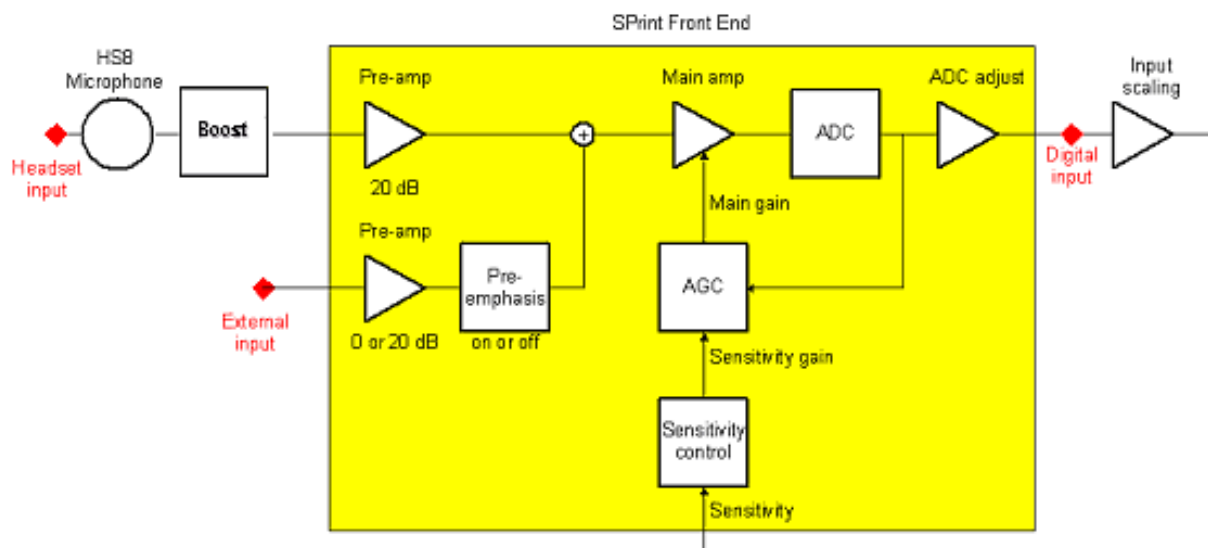 SPrint Front End
HS8
Microphone
Boost
Headset
input
Pre-amp
20 dB
Main amp
ADC
ADC adjust
Input
scaling
Digital
input
Main gain
Pre-amp
Pre-
emphasis
0 or 20 dB
on or off
External
input
AGC
Sensitivity gain
Sensitivity
control
Sensitivity